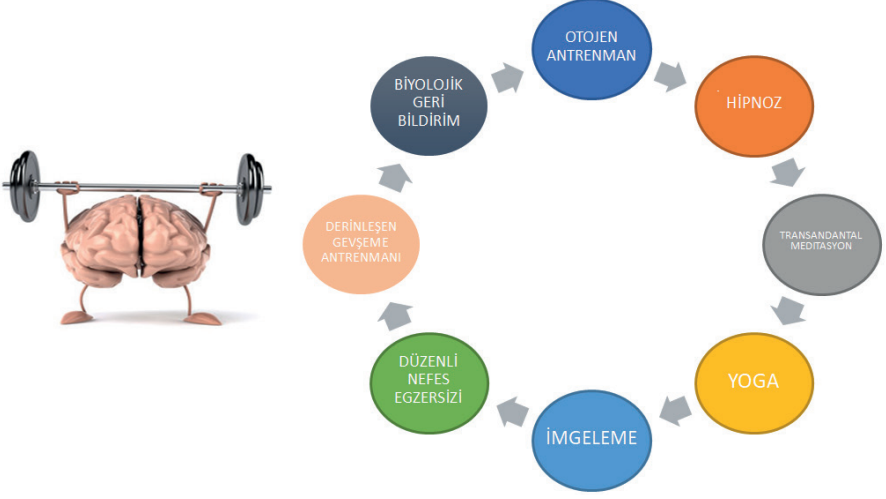 OTOJEN
ANTRENMAN
HİPNOZ
TRANSANDANTAL
MEDİTASYON
YOGA
İMGELEME
DÜZENLİ
NEFES
EGZERSİZİ
DERİNLEŞEN
GEVŞEME
ANTRENMANI
BİYOLOJİK
GERİ
BİLDİRİM